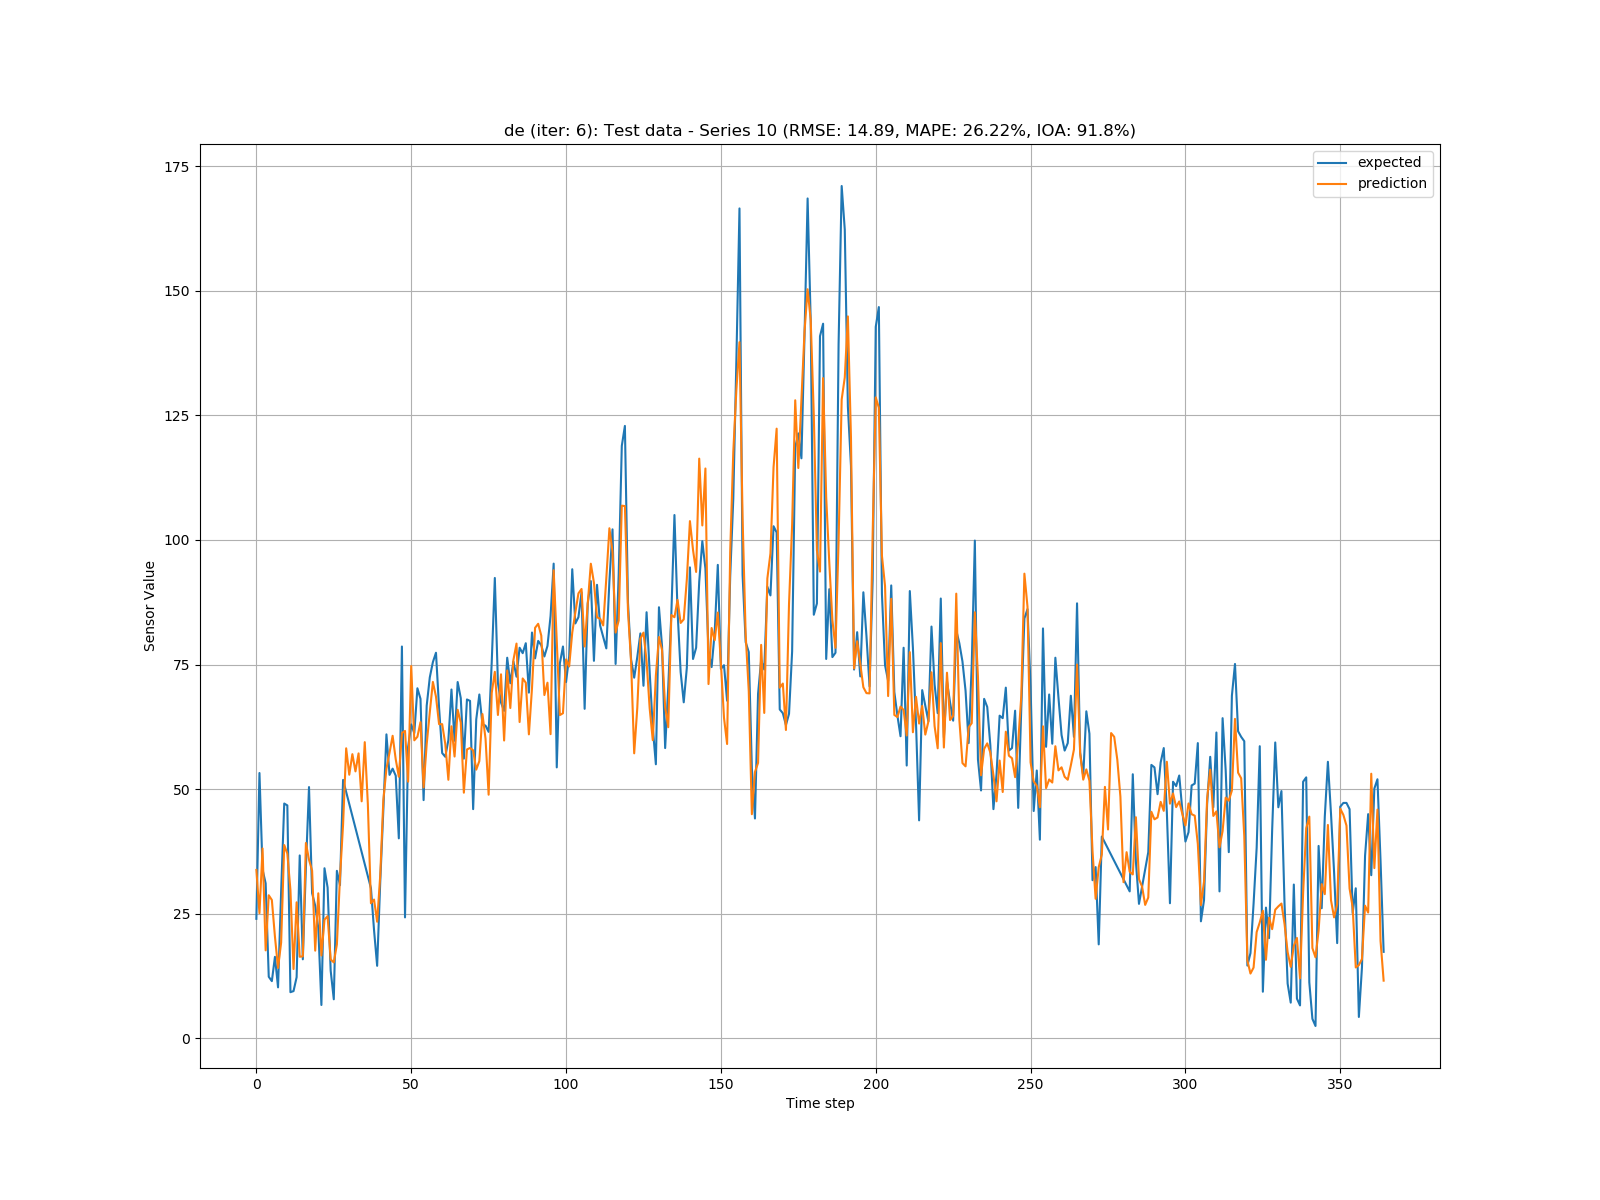 de (iter: 6): Test data - Series 10 (RMSE: 14.89, MAPE: 26.22%, IOA: 91.8%)
expected
prediction
175
150
125
100
75
50
25
0
Sensor Value
0 50 100 150 200 250 300 350
Time step